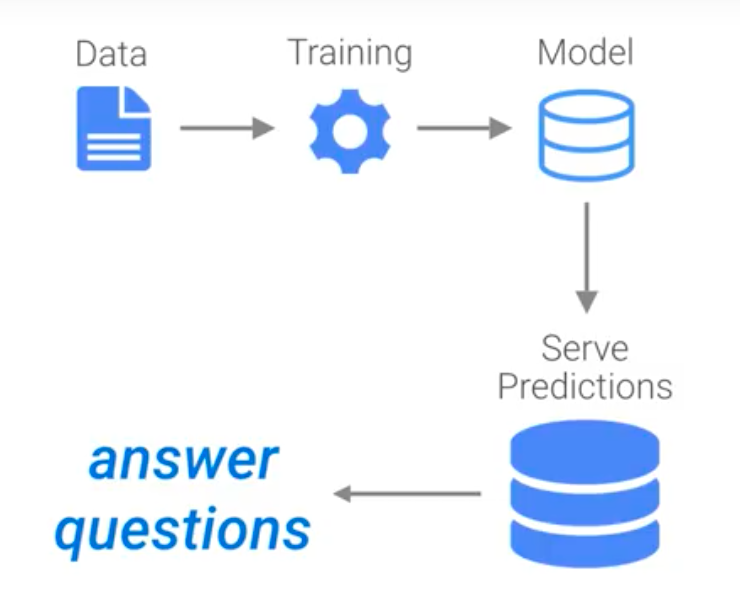 Data
Training
Model
Serve
Predictions
answer
questions